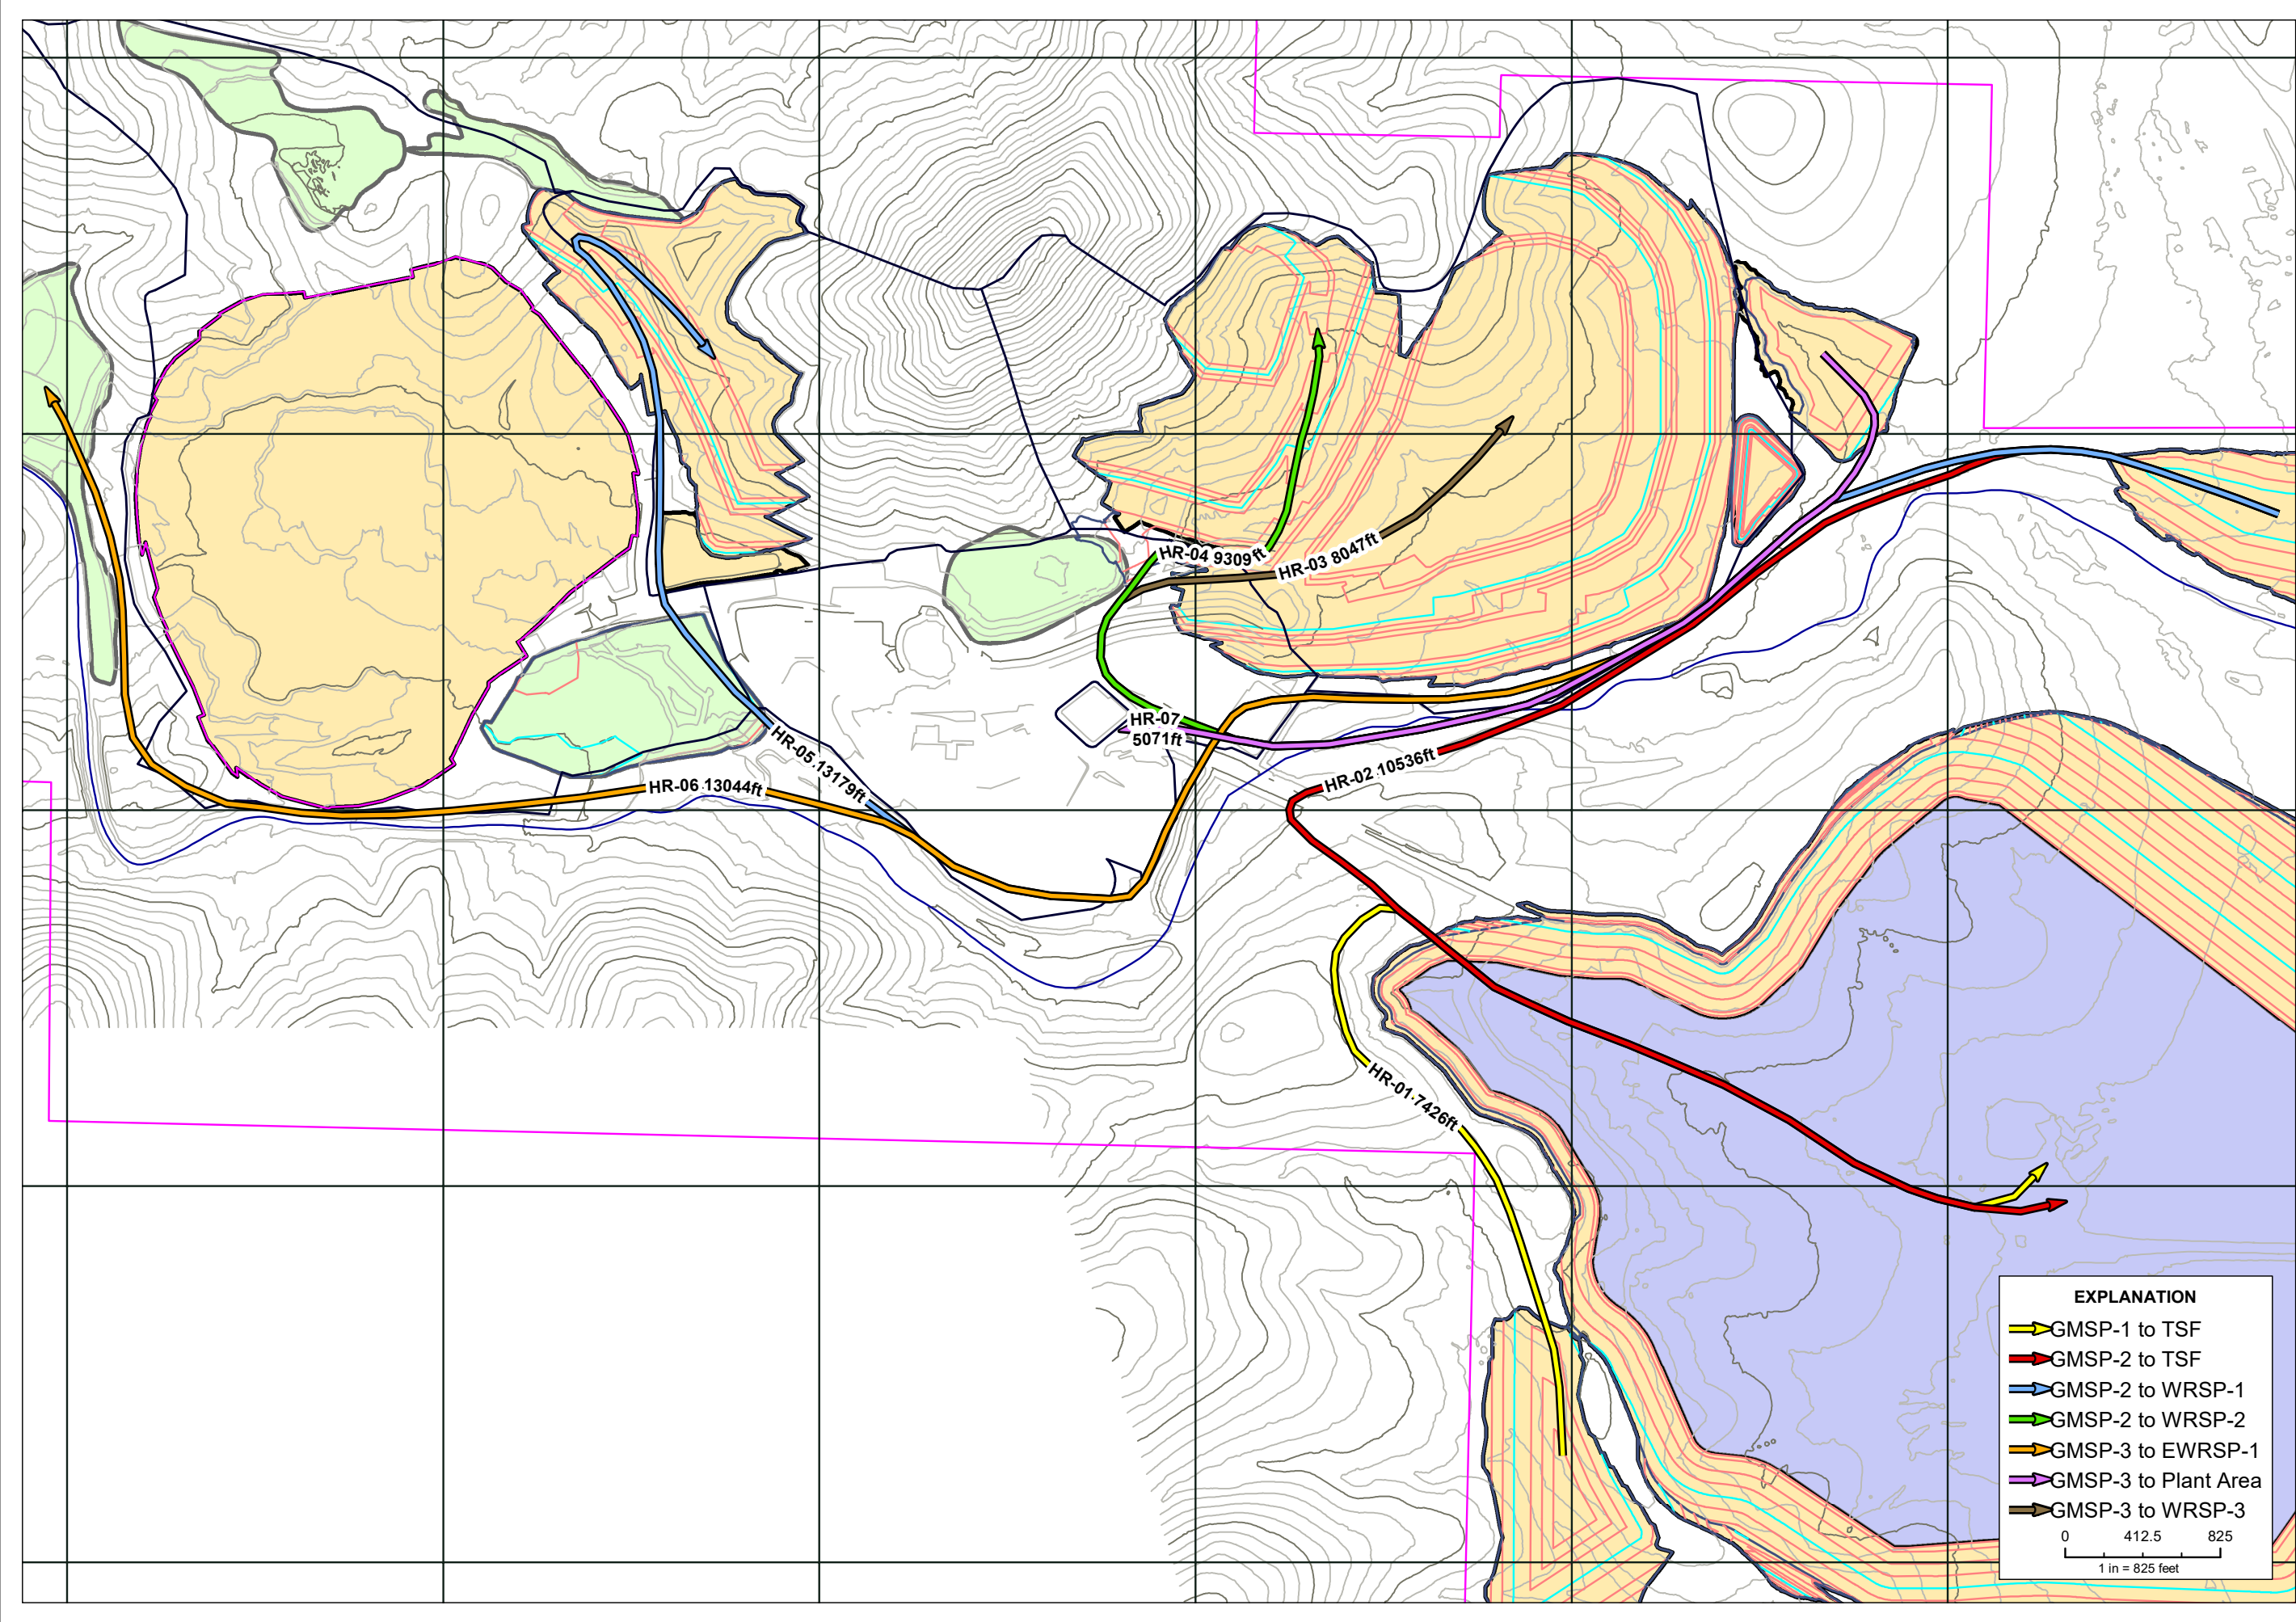 HR-04 9309ft
HR-03 8047ft
HR-07
5071ft
HR-05 13179ft
HR-06 13044ft
HR-02 10536ft
HR-01 7426ft
EXPLANATION
GMSP-1 to TSF
GMSP-2 to TSF
GMSP-2 to WRSP-1
GMSP-2 to WRSP-2
GMSP-3 to EWRSP-1
GMSP-3 to Plant Area
GMSP-3 to WRSP-3
0 412.5 825
1 in = 825 feet